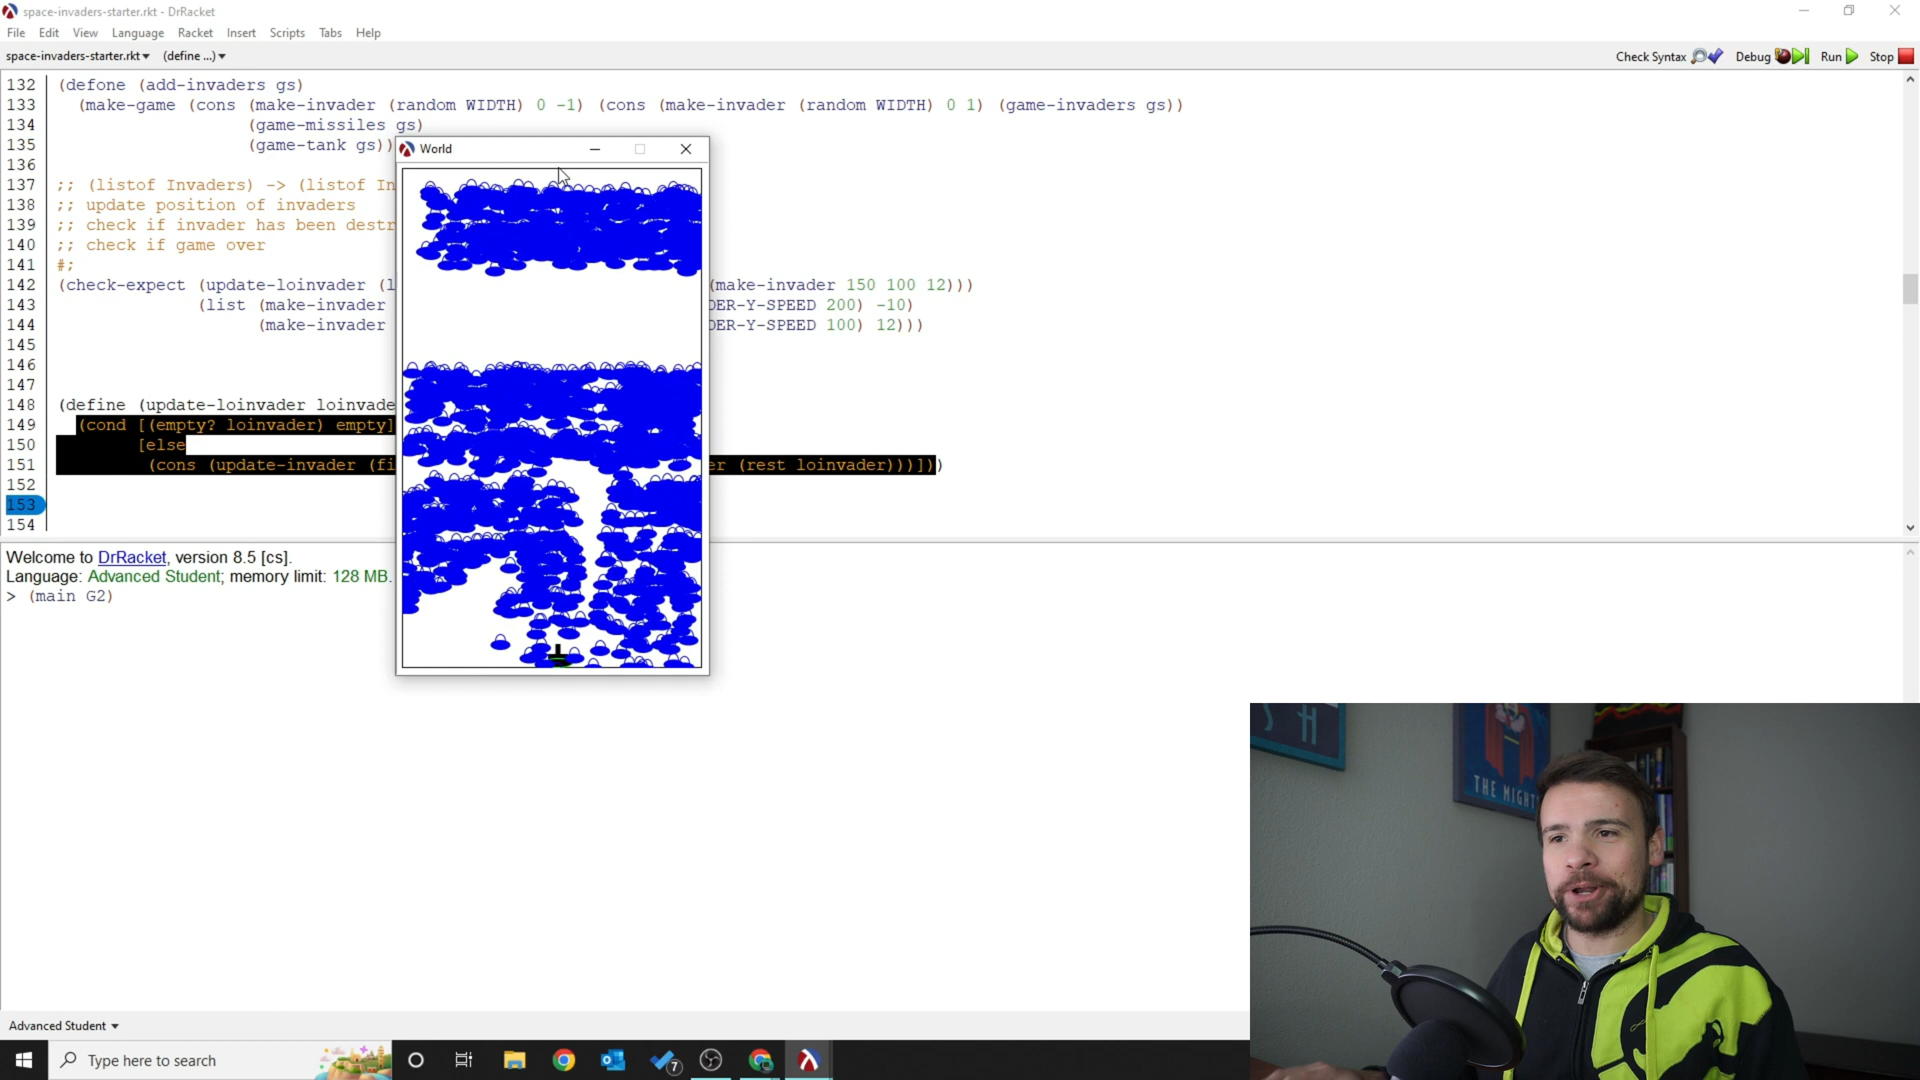 space-invaders-starter.rkt - DrRacket
File Edit View Language Racket Insert Scripts Tabs Help
space-invaders-starter.rkt (define ...) Check Syntax Debug Run Stop
132 (defone (add-invaders gs)
133 (make-game (cons (make-invader (random WIDTH) 0 -1) (cons (make-invader (random WIDTH) 0 1) (game-invaders gs))
134 (game-missiles gs)
135 (game-tank gs))
136
137 ;; (listof Invaders) -> (listof In
138 ;; update position of invaders
139 ;; check if invader has been destr
140 ;; check if game over
141 #;
142 (check-expect (update-loinvader (l (make-invader 150 100 12)))
143 (list (make-invader DER-Y-SPEED 200) -10)
144 (make-invader DER-Y-SPEED 100) 12)))
145
146
147
148 (define (update-loinvader loinvade
149 (cond [(empty? loinvader) empty]
150 [else
151 (cons (update-invader (fi er (rest loinvader)))]))
152
153
154
World
Welcome to DrRacket, version 8.5 [cs].
Language: Advanced Student; memory limit: 128 MB.
> (main G2)
THE MIGHT
S H
Advanced Student
Type here to search
7